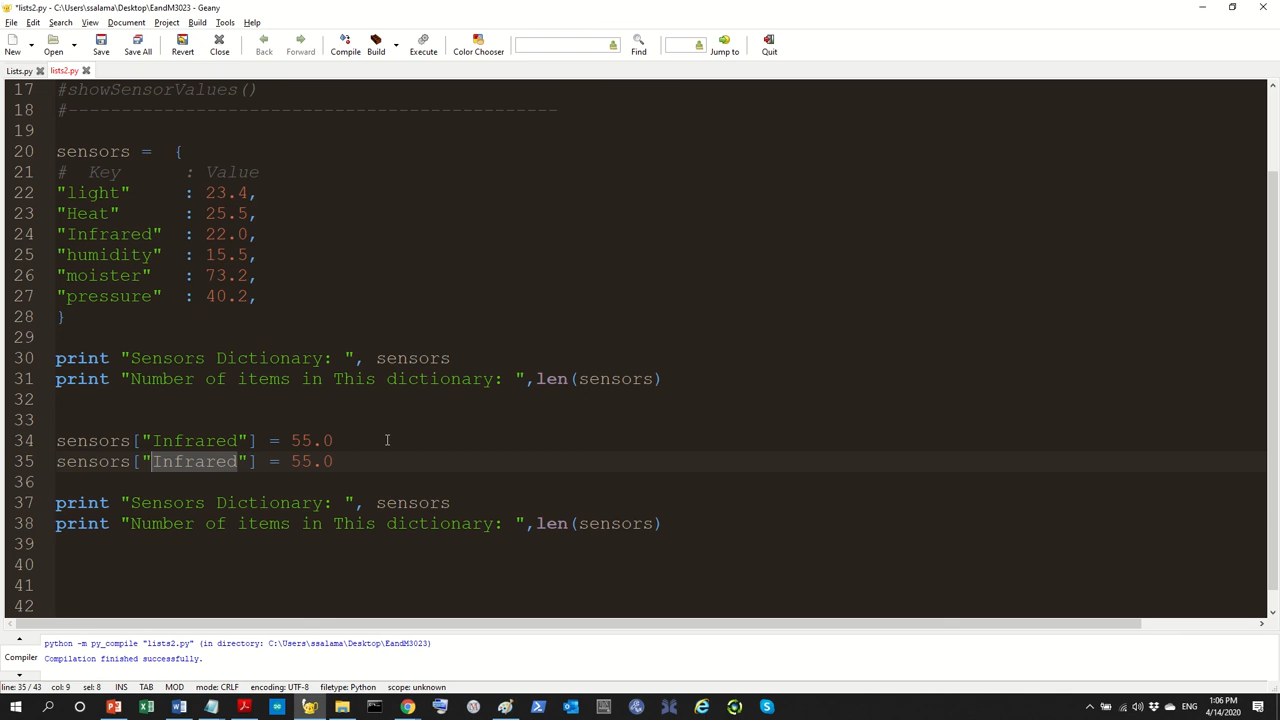 *lists2.py - C:\Users\ssalama\Desktop\EandM3023 - Geany
File Edit Search View Document Project Build Tools Help
New Open Save Save All Revert Close Back Forward Compile Build Execute Color Chooser Find Jump to Quit
Lists.py lists2.py
17 #showSensorValues()
18 #----------------------------------------------
19
20 sensors = {
21 # Key : Value
22 "light" : 23.4,
23 "Heat" : 25.5,
24 "Infrared" : 22.0,
25 "humidity" : 15.5,
26 "moister" : 73.2,
27 "pressure" : 40.2,
28 }
29
30 print "Sensors Dictionary: ", sensors
31 print "Number of items in This dictionary: ",len(sensors)
32
33
34 sensors["Infrared"] = 55.0
35 sensors["Infrared"] = 55.0
36
37 print "Sensors Dictionary: ", sensors
38 print "Number of items in This dictionary: ",len(sensors)
39
40
41
42
python -m py_compile "lists2.py" (in directory: C:\Users\ssalama\Desktop\EandM3023)
Compiler Compilation finished successfully.
line: 35 / 43 col: 9 sel: 8 INS TAB MOD mode: CRLF encoding: UTF-8 filetype: Python scope: unknown
1:06 PM
4/14/2020